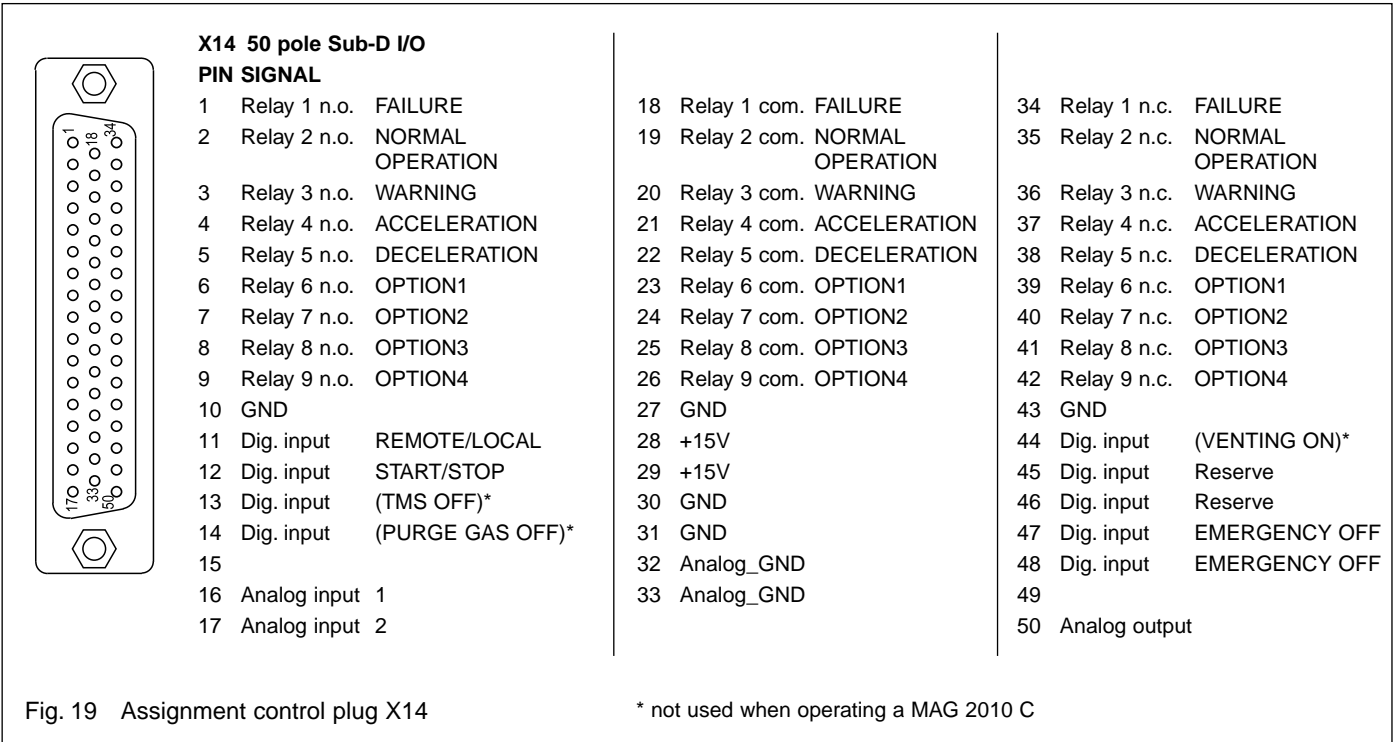 X14 50 pole Sub-D I/O
PIN SIGNAL
1 Relay 1 n.o. FAILURE
2 Relay 2 n.o. NORMAL
OPERATION
3 Relay 3 n.o. WARNING
4 Relay 4 n.o. ACCELERATION
5 Relay 5 n.o. DECELERATION
6 Relay 6 n.o. OPTION1
7 Relay 7 n.o. OPTION2
8 Relay 8 n.o. OPTION3
9 Relay 9 n.o. OPTION4
10 GND
11 Dig. input REMOTE/LOCAL
12 Dig. input START/STOP
13 Dig. input (TMS OFF)*
14 Dig. input (PURGE GAS OFF)*
15
16 Analog input 1
17 Analog input 2
18 Relay 1 com. FAILURE
19 Relay 2 com. NORMAL
OPERATION
20 Relay 3 com. WARNING
21 Relay 4 com. ACCELERATION
22 Relay 5 com. DECELERATION
23 Relay 6 com. OPTION1
24 Relay 7 com. OPTION2
25 Relay 8 com. OPTION3
26 Relay 9 com. OPTION4
27 GND
28 +15V
29 +15V
30 GND
31 GND
32 Analog_GND
33 Analog_GND
34 Relay 1 n.c. FAILURE
35 Relay 2 n.c. NORMAL
OPERATION
36 Relay 3 n.c. WARNING
37 Relay 4 n.c. ACCELERATION
38 Relay 5 n.c. DECELERATION
39 Relay 6 n.c. OPTION1
40 Relay 7 n.c. OPTION2
41 Relay 8 n.c. OPTION3
42 Relay 9 n.c. OPTION4
43 GND
44 Dig. input (VENTING ON)*
45 Dig. input Reserve
46 Dig. input Reserve
47 Dig. input EMERGENCY OFF
48 Dig. input EMERGENCY OFF
49
50 Analog output
1 18 34
17 33 50
Fig. 19 Assignment control plug X14
* not used when operating a MAG 2010 C